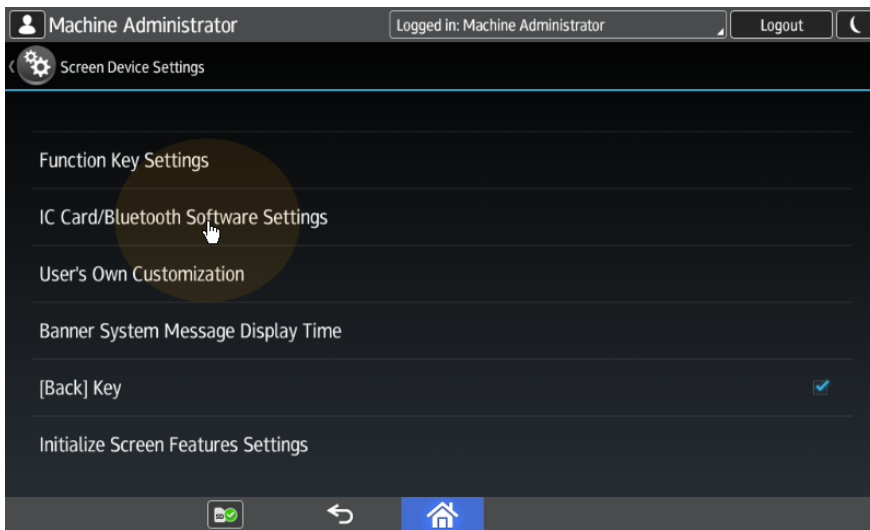 Machine Administrator
Logged in: Machine Administrator
Logout
Screen Device Settings
Function Key Settings
IC Card/Bluetooth Software Settings
User's Own Customization
Banner System Message Display Time
[Back] Key
Initialize Screen Features Settings
SD